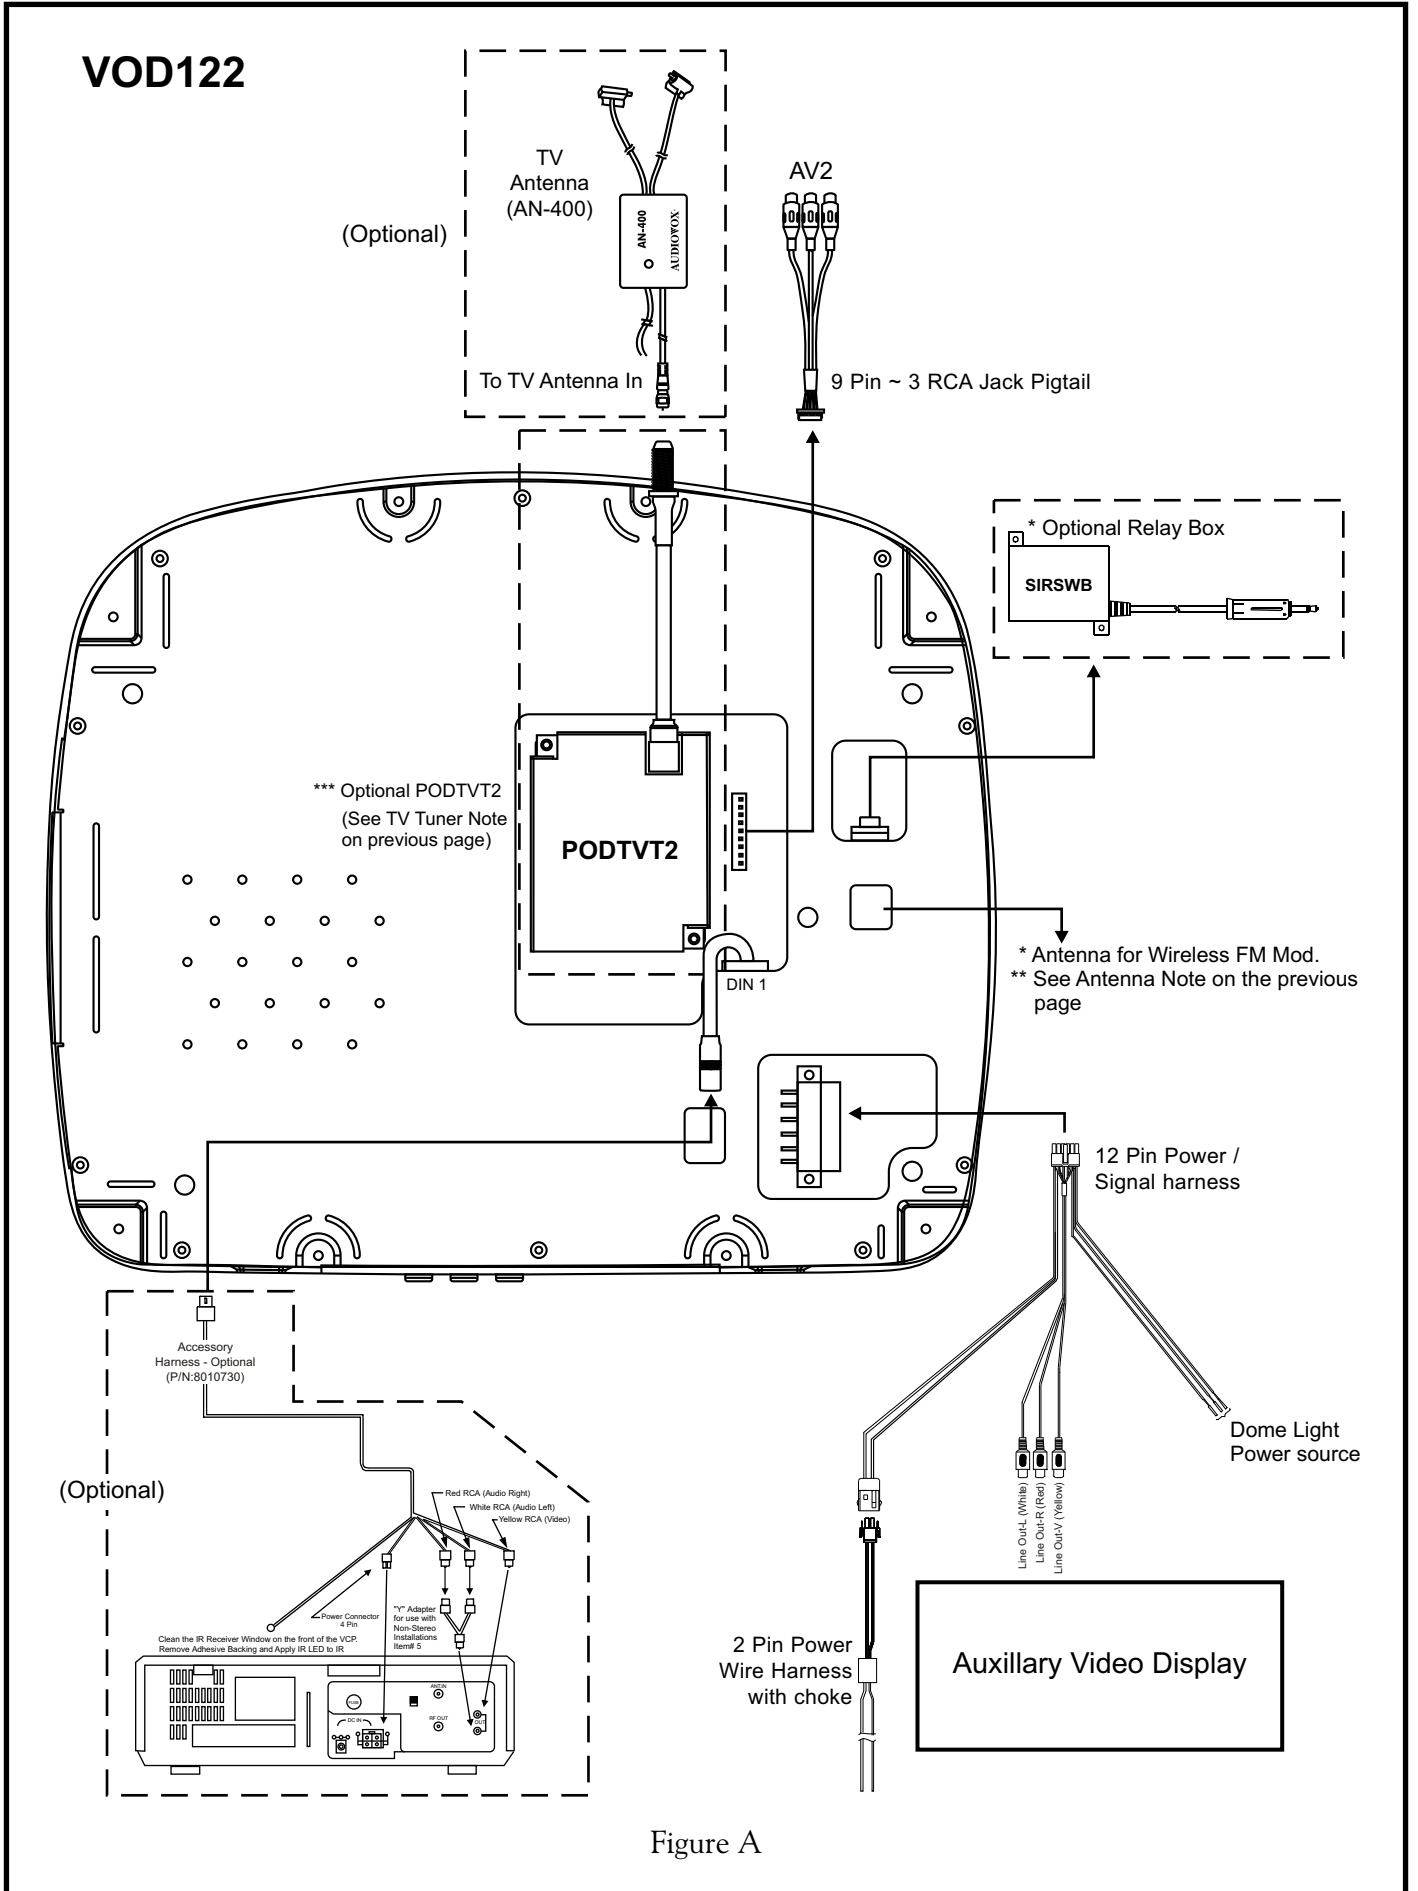 VOD122
TV
Antenna
(AN-400)
(Optional)
AN-400
AUDIOVOX
To TV Antenna In
AV2
9 Pin ~ 3 RCA Jack Pigtail
* Optional Relay Box
SIRSWB
*** Optional PODTVT2
(See TV Tuner Note
on previous page)
PODTVT2
DIN 1
* Antenna for Wireless FM Mod.
** See Antenna Note on the previous
page
12 Pin Power /
Signal harness
Accessory
Harness - Optional
(P/N:8010730)
(Optional)
Red RCA (Audio Right)
White RCA (Audio Left)
Yellow RCA (Video)
Power Connector
4 Pin
"Y" Adapter
for use with
Non-Stereo
Installations
Item# 5
Clean the IR Receiver Window on the front of the VCP.
Remove Adhesive Backing and Apply IR LED to IR
FUSE
DC IN
ANT.IN
RF OUT
OUT
Dome Light
Power source
Line Out-L (White)
Line Out-R (Red)
Line Out-V (Yellow)
2 Pin Power
Wire Harness
with choke
Auxillary Video Display
Figure A